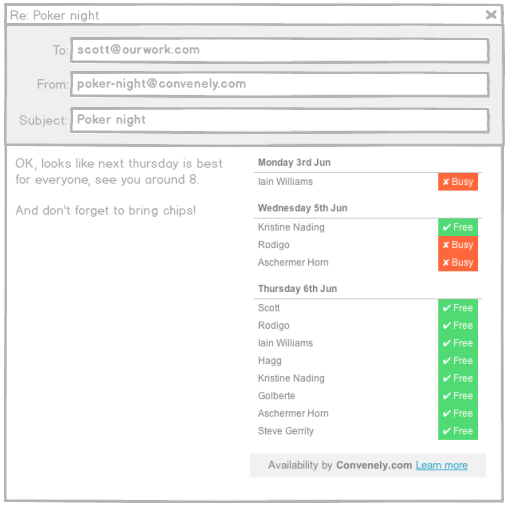 Re: Poker night
To: scott@ourwork.com
From: poker-night@convenely.com
Subject: Poker night
OK, looks like next thursday is best
for everyone, see you around 8.
And don't forget to bring chips!
Monday 3rd Jun
Iain Williams ✘ Busy
Wednesday 5th Jun
Kristine Nading ✔ Free
Rodigo ✘ Busy
Aschermer Horn ✘ Busy
Thursday 6th Jun
Scott ✔ Free
Rodigo ✔ Free
Iain Williams ✔ Free
Hagg ✔ Free
Kristine Nading ✔ Free
Golberte ✔ Free
Aschermer Horn ✔ Free
Steve Gerrity ✔ Free
Availability by Convenely.com Learn more